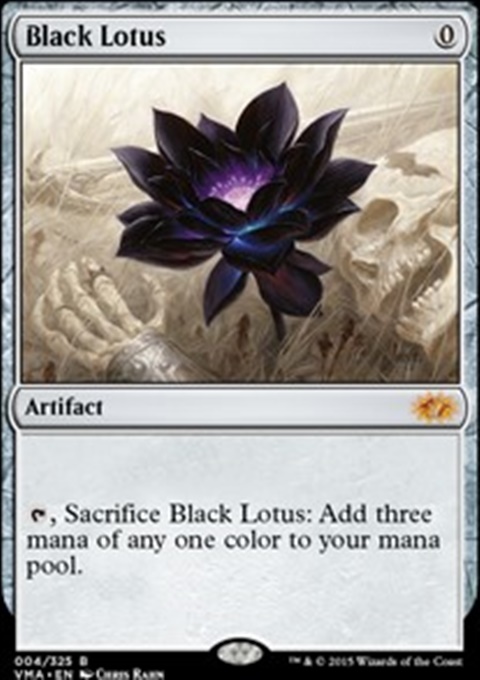 Black Lotus 0
Artifact
, Sacrifice Black Lotus: Add three
mana of any one color to your mana
pool.
004/325 B
VMA • EN Chris Rahn
™ & © 2015 Wizards of the Coast